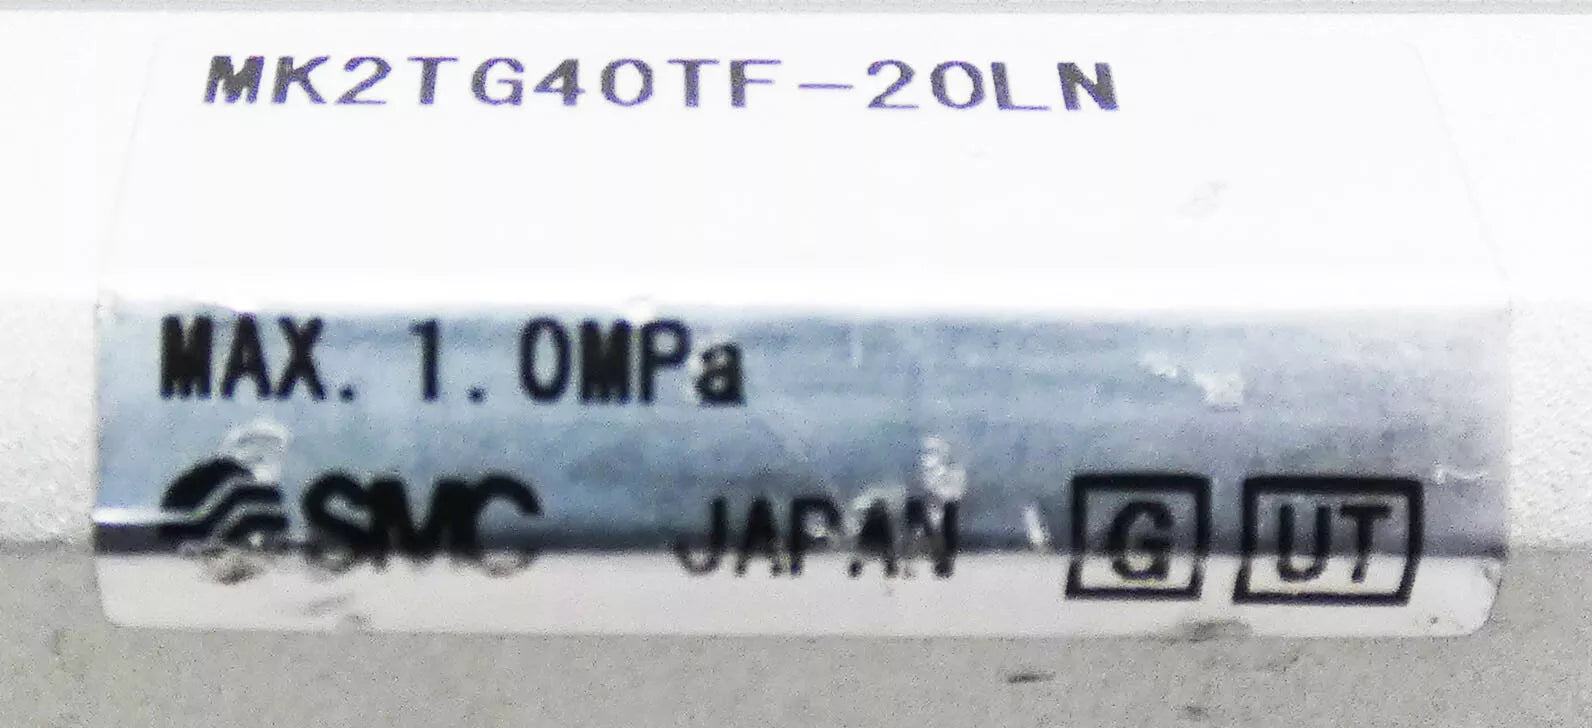 MK2TG40TF-20LN
MAX. 1.0MPa
SMC JAPAN G UT